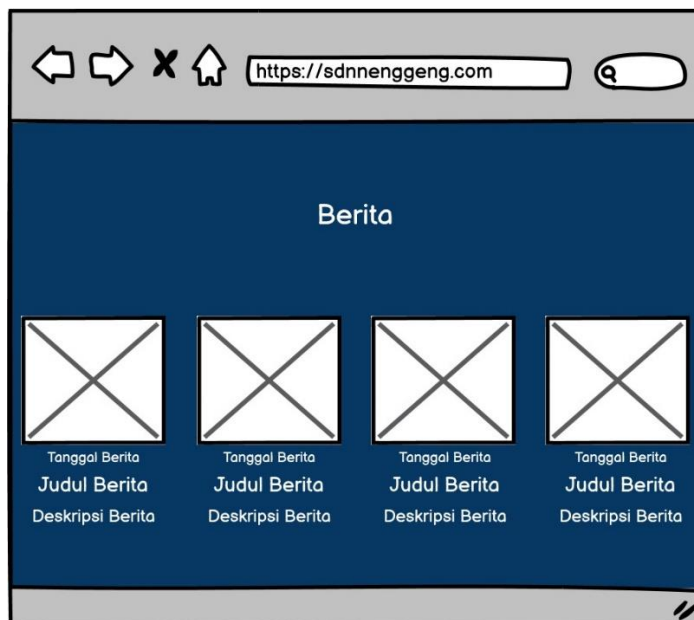 https://sdnnenggeng.com
Berita
Tanggal Berita Tanggal Berita Tanggal Berita Tanggal Berita
Judul Berita Judul Berita Judul Berita Judul Berita
Deskripsi Berita Deskripsi Berita Deskripsi Berita Deskripsi Berita